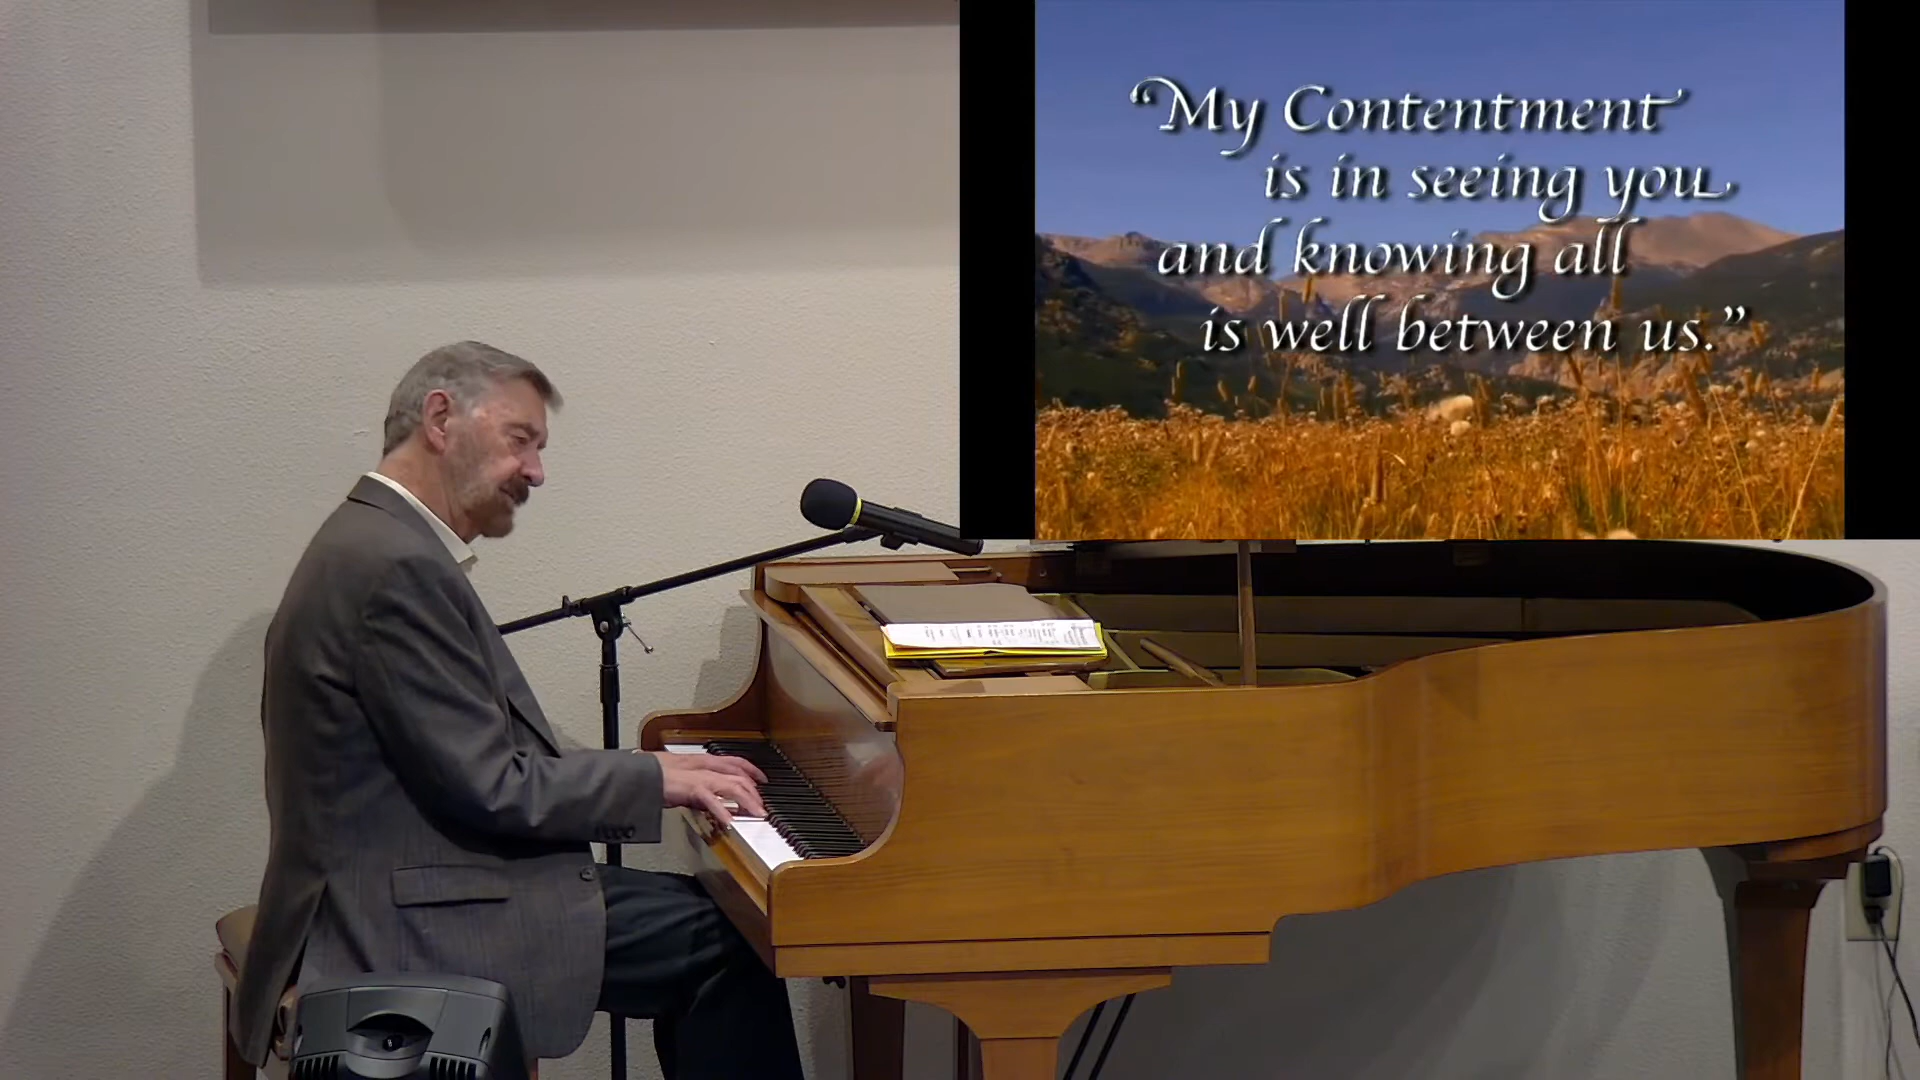 “My Contentment
is in seeing you
and knowing all
is well between us.”